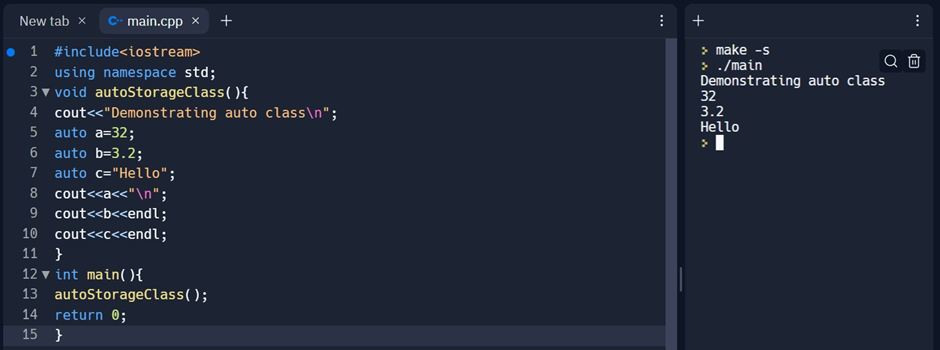 New tab × C++ main.cpp × +
1 #include<iostream>
2 using namespace std;
3 void autoStorageClass(){
4 cout<<"Demonstrating auto class\n";
5 auto a=32;
6 auto b=3.2;
7 auto c="Hello";
8 cout<<a<<"\n";
9 cout<<b<<endl;
10 cout<<c<<endl;
11 }
12 int main(){
13 autoStorageClass();
14 return 0;
15 }
+
> make -s
> ./main
Demonstrating auto class
32
3.2
Hello
>